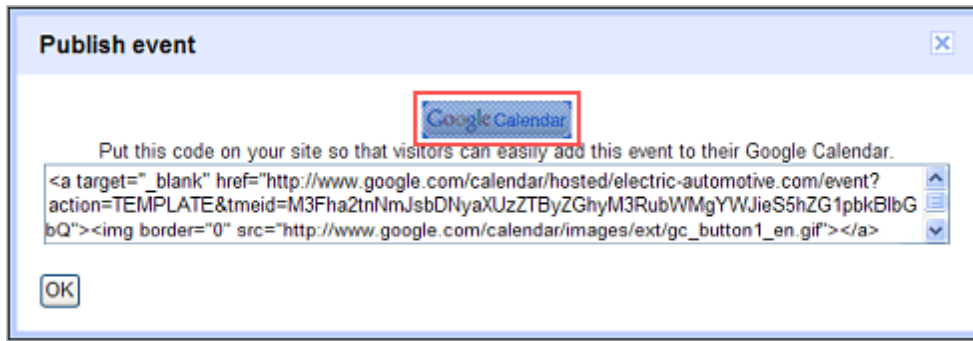 Publish event
Google Calendar
Put this code on your site so that visitors can easily add this event to their Google Calendar.
<a target="_blank" href="http://www.google.com/calendar/hosted/electric-automotive.com/event?
action=TEMPLATE&tmeid=M3Fha2tnNmJsbDNyaXUzZTByZGhyM3RubWMgYWJieS5hZG1pbkBlbG
bQ"><img border="0" src="http://www.google.com/calendar/images/ext/gc_button1_en.gif"></a>
OK